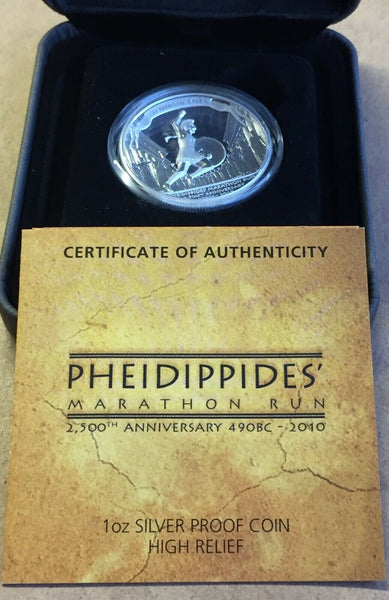 CERTIFICATE OF AUTHENTICITY
PHEIDIPPIDES'
MARATHON RUN
2,500TH ANNIVERSARY 490BC - 2010
1oz SILVER PROOF COIN
HIGH RELIEF